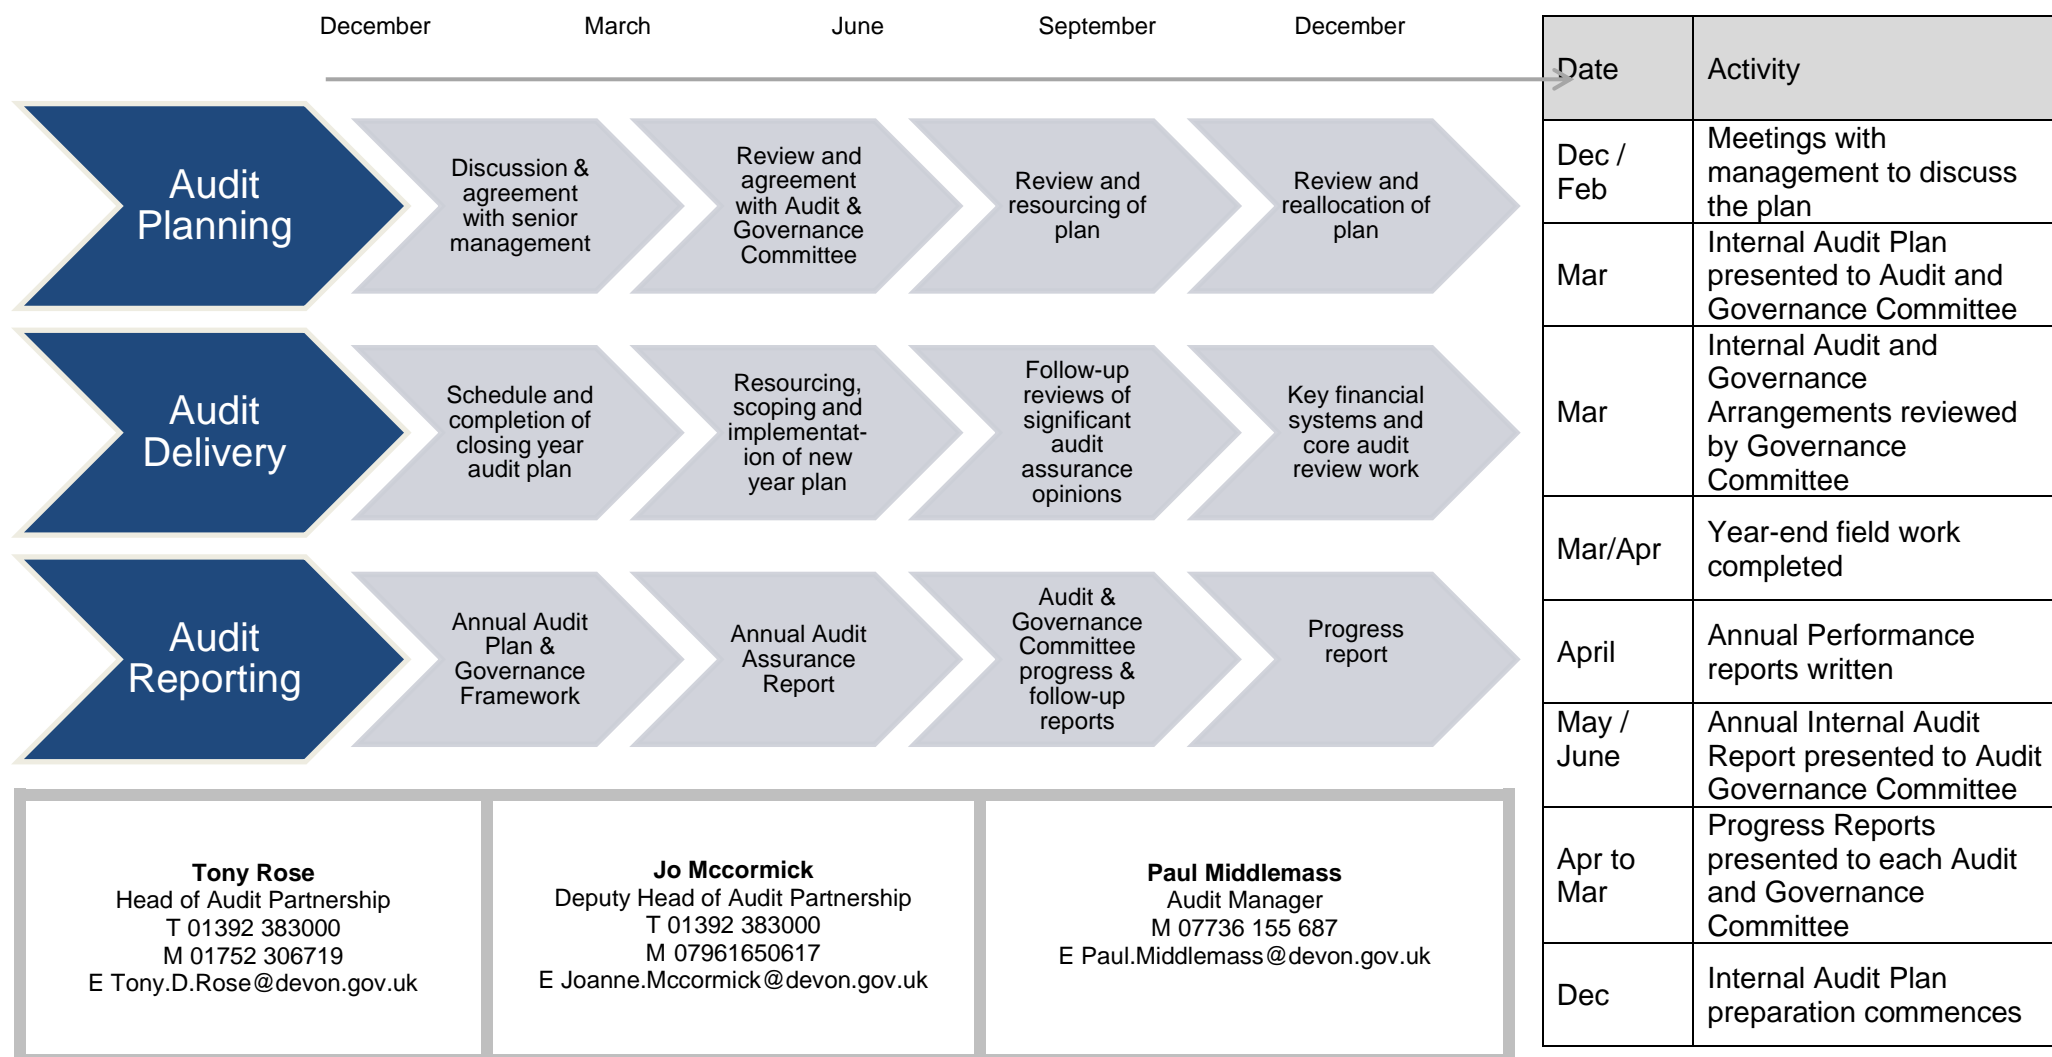 December March June September December
Audit
Planning
Discussion &
agreement
with senior
management
Review and
agreement
with Audit &
Governance
Committee
Review and
resourcing of
plan
Review and
reallocation of
plan
Audit
Delivery
Schedule and
completion of
closing year
audit plan
Resourcing,
scoping and
implementat-
ion of new
year plan
Follow-up
reviews of
significant
audit
assurance
opinions
Key financial
systems and
core audit
review work
Audit
Reporting
Annual Audit
Plan &
Governance
Framework
Annual Audit
Assurance
Report
Audit &
Governance
Committee
progress &
follow-up
reports
Progress
report
Tony Rose
Head of Audit Partnership
T 01392 383000
M 01752 306719
E Tony.D.Rose@devon.gov.uk
Jo Mccormick
Deputy Head of Audit Partnership
T 01392 383000
M 07961650617
E Joanne.Mccormick@devon.gov.uk
Paul Middlemass
Audit Manager
M 07736 155 687
E Paul.Middlemass@devon.gov.uk
Date
Activity
Dec /
Feb
Meetings with
management to discuss
the plan
Mar
Internal Audit Plan
presented to Audit and
Governance Committee
Mar
Internal Audit and
Governance
Arrangements reviewed
by Governance
Committee
Mar/Apr
Year-end field work
completed
April
Annual Performance
reports written
May /
June
Annual Internal Audit
Report presented to Audit
Governance Committee
Apr to
Mar
Progress Reports
presented to each Audit
and Governance
Committee
Dec
Internal Audit Plan
preparation commences